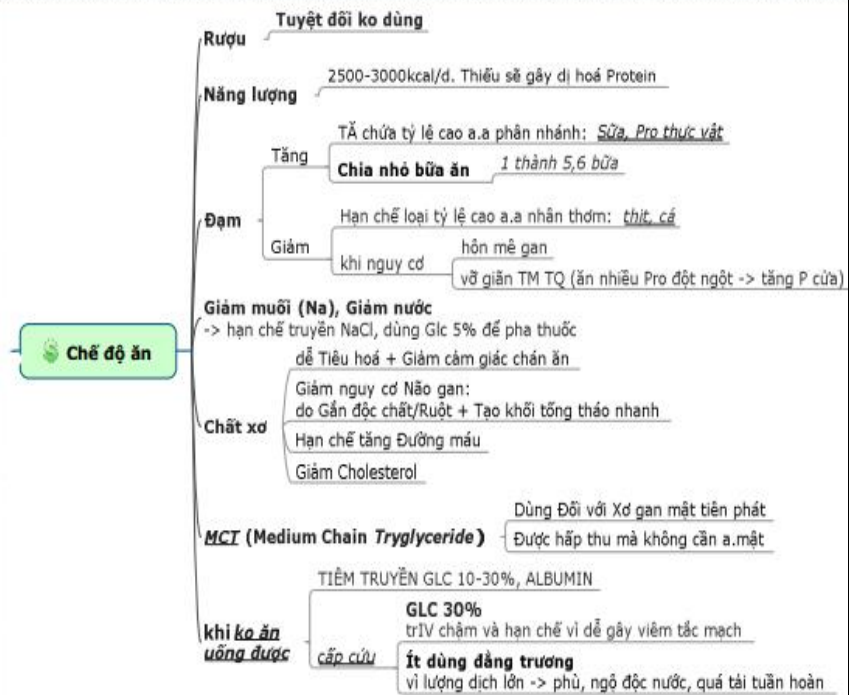 Rượu
Tuyệt đối ko dùng
Năng lượng
2500-3000kcal/d. Thiếu sẽ gây dị hoá Protein
Đạm
Tăng
TĂ chứa tỷ lệ cao a.a phân nhánh: Sữa, Pro thực vật
Chia nhỏ bữa ăn
1 thành 5,6 bữa
Giảm
Hạn chế loại tỷ lệ cao a.a nhân thơm: thịt, cá
khi nguy cơ
hôn mê gan
vỡ giãn TM TQ (ăn nhiều Pro đột ngột -> tăng P cửa)
Giảm muối (Na), Giảm nước
-> hạn chế truyền NaCl, dùng Glc 5% để pha thuốc
Chế độ ăn
Chất xơ
dễ Tiêu hoá + Giảm cảm giác chán ăn
Giảm nguy cơ Não gan:
do Gắn độc chất/Ruột + Tạo khối tống tháo nhanh
Hạn chế tăng Đường máu
Giảm Cholesterol
MCT (Medium Chain Tryglyceride)
Dùng Đối với Xơ gan mật tiên phát
Được hấp thu mà không cần a.mật
khi ko ăn
uống được
TIÊM TRUYỀN GLC 10-30%, ALBUMIN
cấp cứu
GLC 30%
trIV chậm và hạn chế vì dễ gây viêm tắc mạch
Ít dùng đẳng trương
vì lượng dịch lớn -> phù, ngộ độc nước, quá tải tuần hoàn